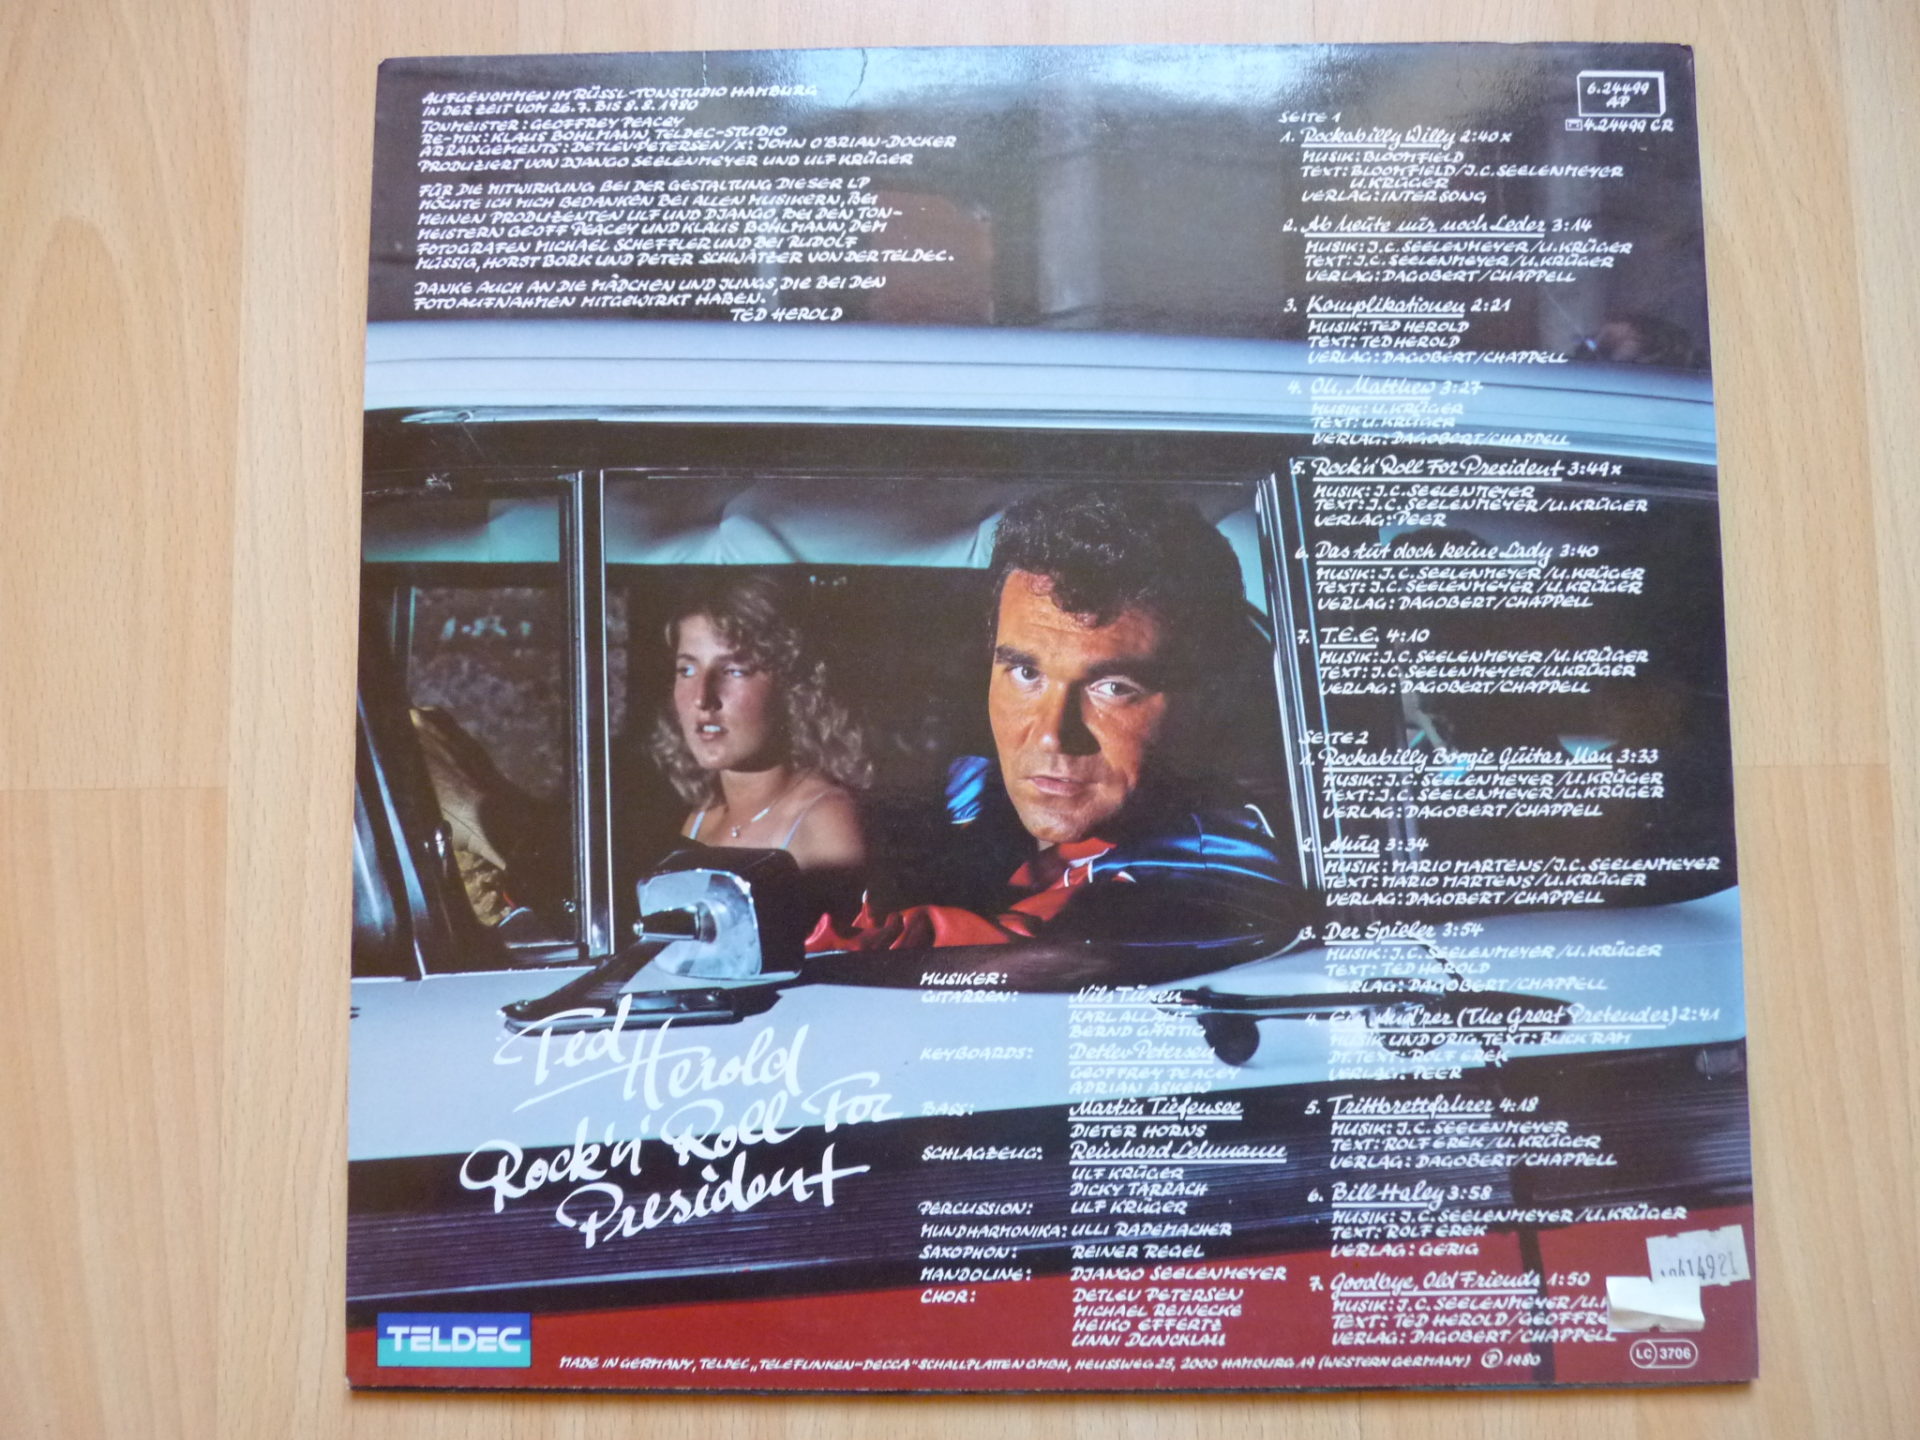 AUFGENOMMEN IM RÜSSL-TONSTUDIO HAMBURG
IN DER ZEIT VOM 26.7. BIS 8.8. 1980
TONMEISTER: GEOFFREY PEACEY
RE-MIX: KLAUS BOHLMANN, TELDEC-STUDIO
ARRANGEMENTS: DETLEV PETERSEN/X: JOHN O'BRIAN-DOCKER
PRODUZIERT VON DJANGO SEELENMEYER UND ULF KRÜGER
FÜR DIE MITWIRKUNG BEI DER GESTALTUNG DIESER LP
MÖCHTE ICH MICH BEDANKEN BEI ALLEN MUSIKERN, BEI
MEINEN PRODUZENTEN ULF UND DJANGO, BEI DEN TON-
MEISTERN GEOFF PEACEY UND KLAUS BOHLMANN, DEM
FOTOGRAFEN MICHAEL SCHEFFLER UND BEI RUDOLF
MÜSSIG, HORST BORK UND PETER SCHWÄTZER VON DER TELDEC.
DANKE AUCH AN DIE MÄDCHEN UND JUNGS, DIE BEI DEN
FOTOAUFNAHMEN MITGEWIRKT HABEN.
TED HEROLD
6.24499
AP
4.24499 CR
SEITE 1
1. Rockabilly Willy 2:40 x
MUSIK: BLOOMFIELD
TEXT: BLOOMFIELD/J.C. SEELENMEYER
U. KRÜGER
VERLAG: INTERSONG
2. Ab heute nur noch Leder 3:14
MUSIK: J.C. SEELENMEYER/U. KRÜGER
TEXT: J.C. SEELENMEYER/U. KRÜGER
VERLAG: DAGOBERT/CHAPPELL
3. Komplikationen 2:21
MUSIK: TED HEROLD
TEXT: TED HEROLD
VERLAG: DAGOBERT/CHAPPELL
4. Oh, Matthew 3:27
MUSIK: U. KRÜGER
TEXT: U. KRÜGER
VERLAG: DAGOBERT/CHAPPELL
5. Rock'n' Roll For President 3:49 x
MUSIK: J.C. SEELENMEYER
TEXT: J.C. SEELENMEYER/U. KRÜGER
VERLAG: PEER
6. Das tut doch keine Lady 3:40
MUSIK: J.C. SEELENMEYER/U. KRÜGER
TEXT: J.C. SEELENMEYER/U. KRÜGER
VERLAG: DAGOBERT/CHAPPELL
7. T.E.E. 4:10
MUSIK: J.C. SEELENMEYER/U. KRÜGER
TEXT: J.C. SEELENMEYER/U. KRÜGER
VERLAG: DAGOBERT/CHAPPELL
SEITE 2
1. Rockabilly Boogie Guitar Man 3:33
MUSIK: J.C. SEELENMEYER/U. KRÜGER
TEXT: J.C. SEELENMEYER/U. KRÜGER
VERLAG: DAGOBERT/CHAPPELL
2. 3:34
MUSIK: MARIO MARTENS/J.C. SEELENMEYER
TEXT: MARIO MARTENS/U. KRÜGER
VERLAG: DAGOBERT/CHAPPELL
3. Der Spieler 3:54
MUSIK: J.C. SEELENMEYER/U. KRÜGER
TEXT: TED HEROLD
VERLAG: DAGOBERT/CHAPPELL
4. (The Great Pretender) 2:41
MUSIK UND ORIG. TEXT: BUCK RAM
DT. TEXT: ROLF EREK
VERLAG: PEER
5. Trittbrettfahrer 4:18
MUSIK: J.C. SEELENMEYER
TEXT: ROLF EREK/U. KRÜGER
VERLAG: DAGOBERT/CHAPPELL
6. Bill Haley 3:58
MUSIK: J.C. SEELENMEYER/U. KRÜGER
TEXT: ROLF EREK
VERLAG: GERIG
7. Goodbye, Old Friends 1:50
MUSIK: J.C. SEELENMEYER/U.
TEXT: TED HEROLD/GEOFFRE
VERLAG: DAGOBERT/CHAPPELL
MUSIKER:
GITARREN: Nils Tuxen
KARL ALLAUT
BERND GÄRTIG
KEYBOARDS: Detlev Petersen
GEOFFREY PEACEY
ADRIAN ASKEW
BASS: Martin Tiefensee
DIETER HORNS
SCHLAGZEUG: Reinhard Lehmann
ULF KRÜGER
DICKY TARRACH
PERCUSSION: ULF KRÜGER
MUNDHARMONIKA: ULLI RADEMACHER
SAXOPHON: REINER REGEL
MANDOLINE: DJANGO SEELENMEYER
CHOR: DETLEV PETERSEN
MICHAEL REINECKE
HEIKO EFFERTZ
UNNI DUNCKLAU
Ted Herold
Rock'n' Roll For
President
TELDEC
MADE IN GERMANY, TELDEC „TELEFUNKEN-DECCA" SCHALLPLATTEN GMBH, HEUSSWEG 25, 2000 HAMBURG 19 (WESTERN GERMANY) Ⓟ 1980
LC 3706